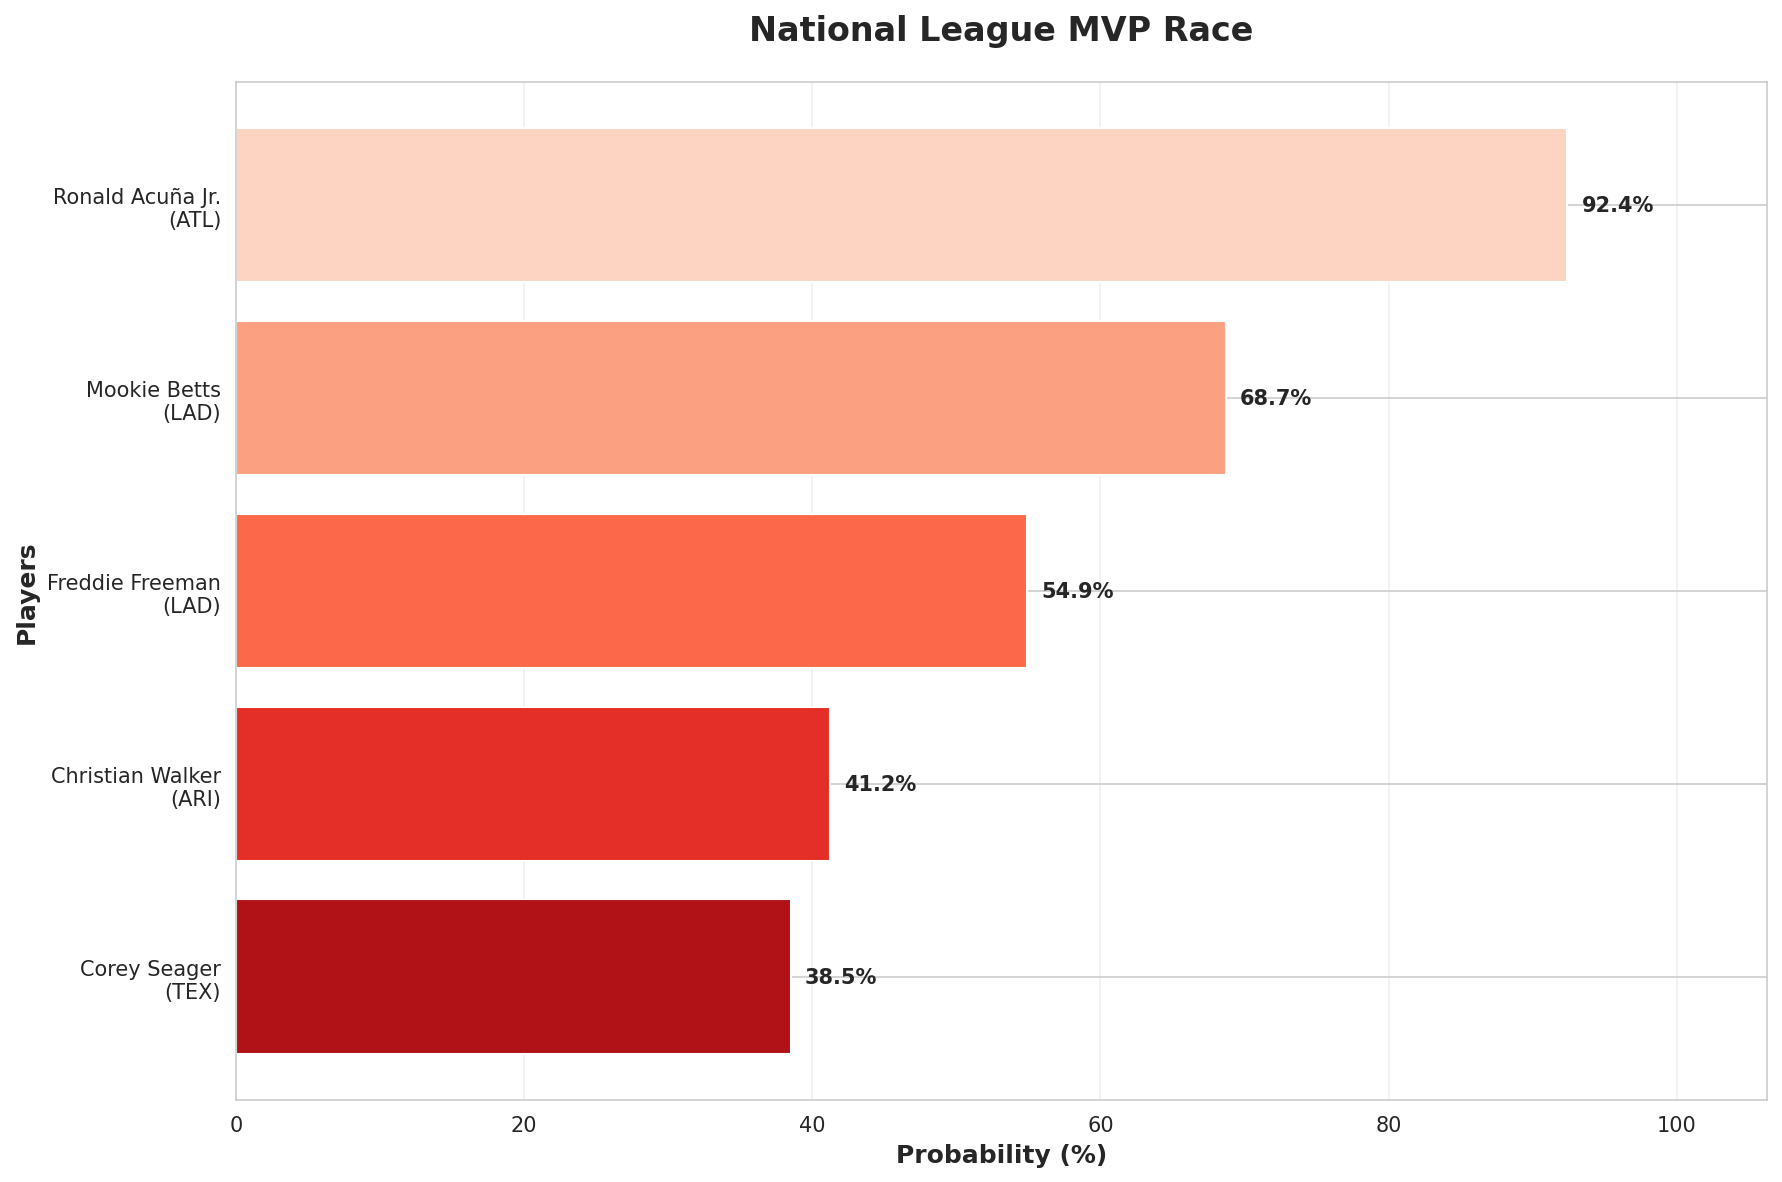 National League MVP Race
Players
Ronald Acuña Jr.
(ATL)
92.4%
Mookie Betts
(LAD)
68.7%
Freddie Freeman
(LAD)
54.9%
Christian Walker
(ARI)
41.2%
Corey Seager
(TEX)
38.5%
0 20 40 60 80 100
Probability (%)